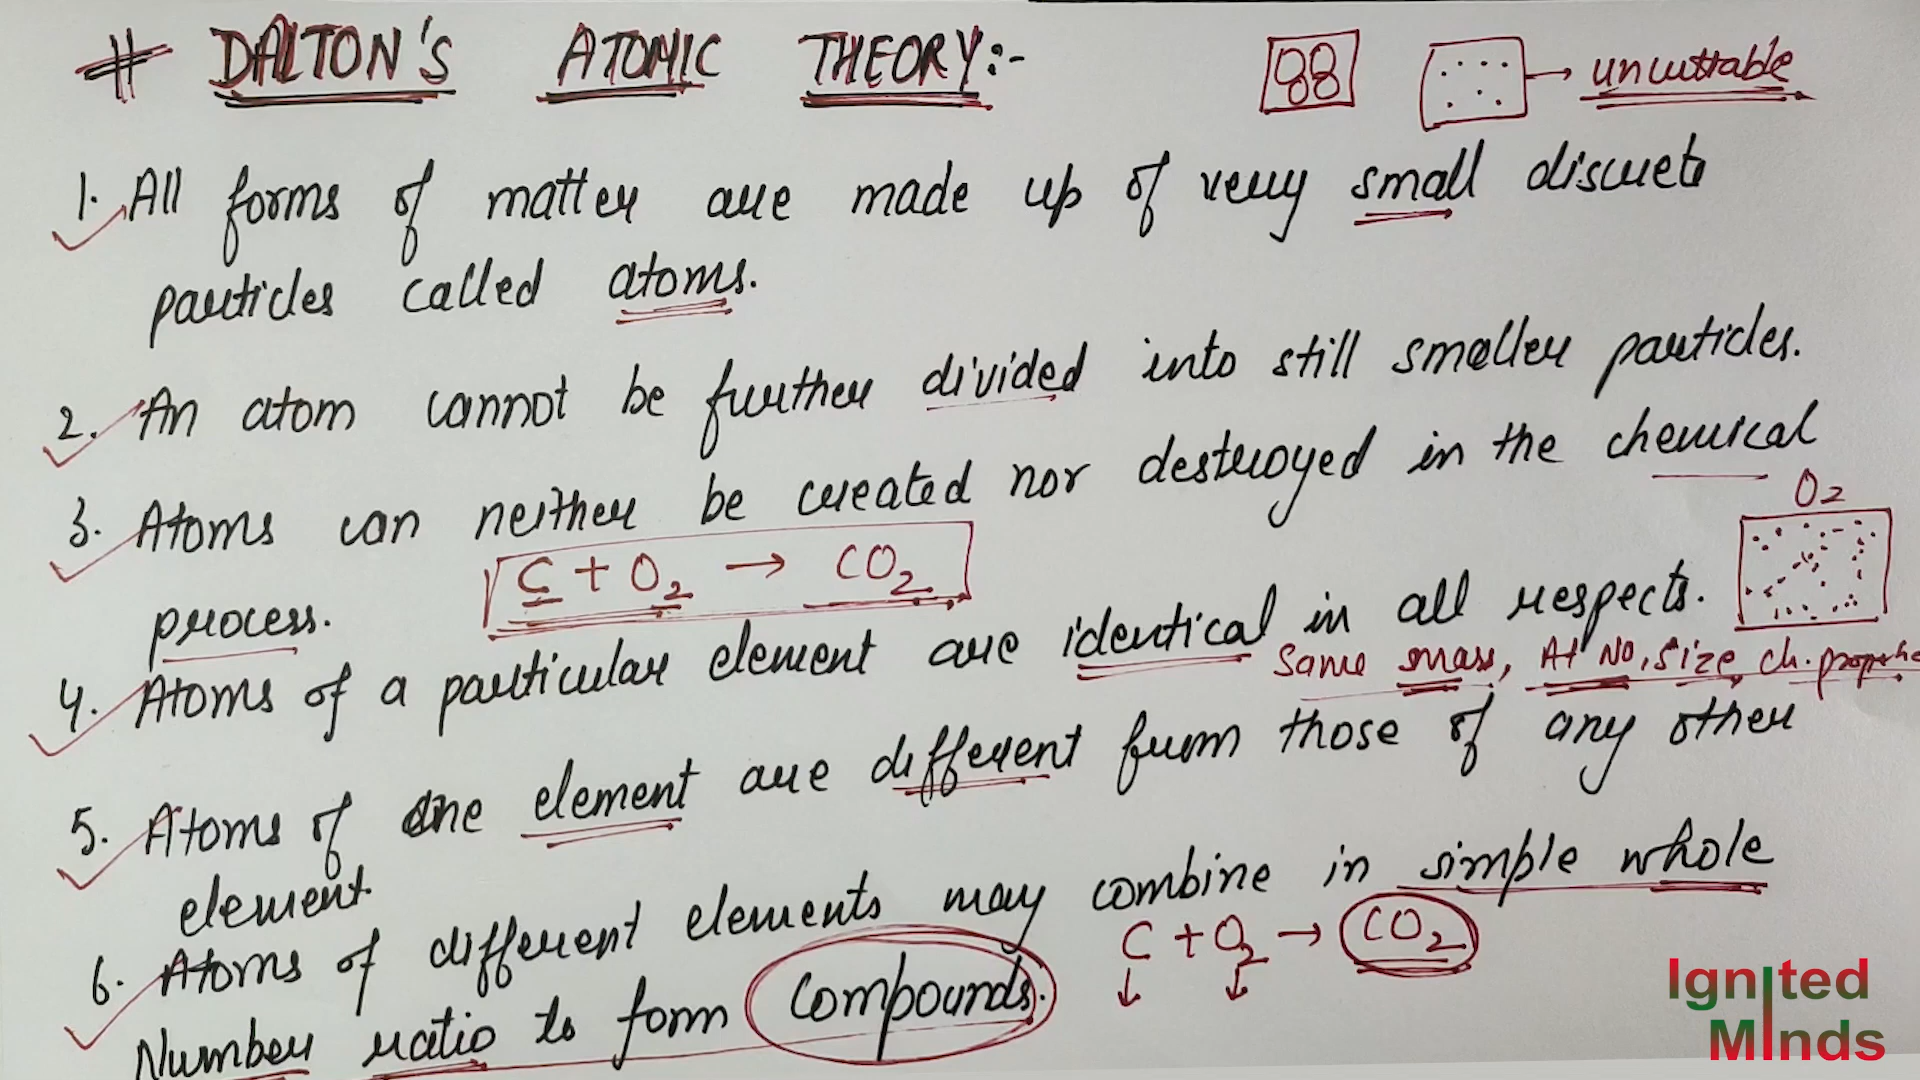 # DALTON'S ATOMIC THEORY:-
→ uncuttable
1. All forms of matter are made up of very small discrete
particles called atoms.
2. An atom cannot be further divided into still smaller particles.
3. Atoms can neither be created nor destroyed in the chemical
O2
process. C + O2 → CO2
4. Atoms of a particular element are identical in all respects.
Same mass, At No, size, ch. properties
5. Atoms of one element are different from those of any other
element.
6. Atoms of different elements may combine in simple whole
C + O2 → CO2
Number ratio to form compounds.
Ignited
Minds